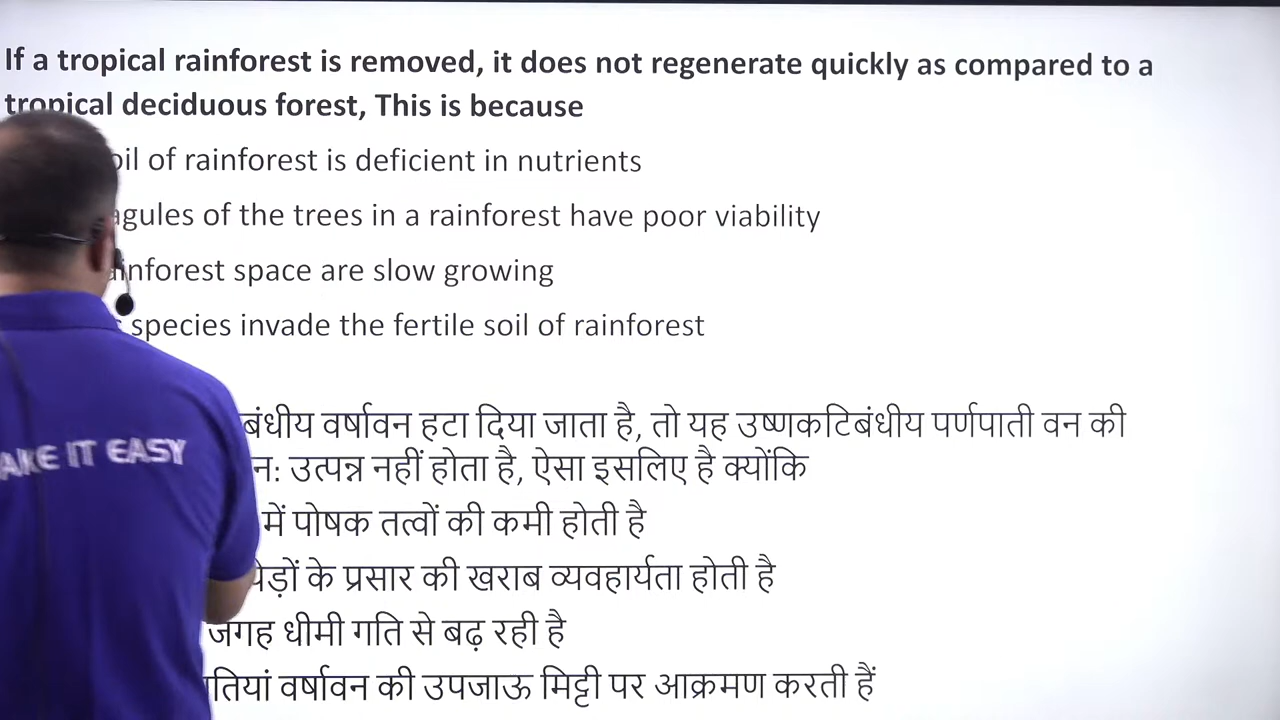 If a tropical rainforest is removed, it does not regenerate quickly as compared to a
tropical deciduous forest, This is because
of rainforest is deficient in nutrients
of the trees in a rainforest have poor viability
space are slow growing
species invade the fertile soil of rainforest
वर्षावन हटा दिया जाता है, तो यह उष्णकटिबंधीय पर्णपाती वन की
उत्पन्न नहीं होता है, ऐसा इसलिए है क्योंकि
में पोषक तत्वों की कमी होती है
के प्रसार की खराब व्यवहार्यता होती है
जगह धीमी गति से बढ़ रही है
वर्षावन की उपजाऊ मिट्टी पर आक्रमण करती हैं
IT EASY